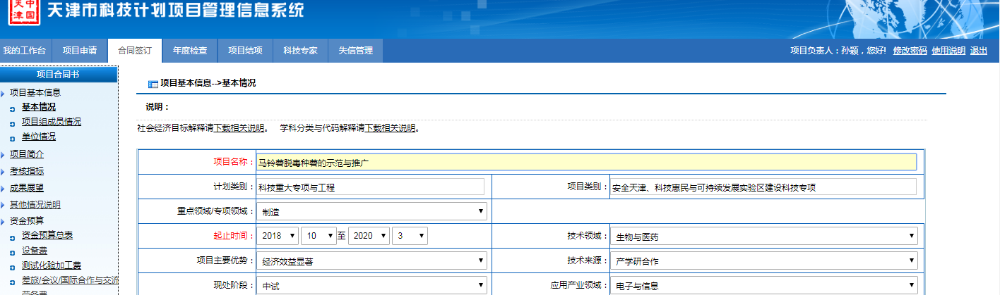 中国天津
天津市科技计划项目管理信息系统
我的工作台 项目申请 合同签订 年度检查 项目结项 科技专家 失信管理 项目负责人：孙颖，您好! 修改密码 使用说明 退出
项目合同书
项目基本信息
基本情况
项目组成员情况
单位情况
项目简介
考核指标
成果展望
其他情况说明
资金预算
资金预算总表
设备费
测试化验加工费
差旅/会议/国际合作与交流
劳务费
项目基本信息-->基本情况
说明：
社会经济目标解释请下载相关说明。 学科分类与代码解释请下载相关说明。
项目名称： 马铃薯脱毒种薯的示范与推广
计划类别： 科技重大专项与工程 项目类别： 安全天津、科技惠民与可持续发展实验区建设科技专项
重点领域/专项领域： 制造
起止时间： 2018 10 至 2020 3 技术领域： 生物与医药
项目主要优势： 经济效益显著 技术来源： 产学研合作
现处阶段： 中试 应用产业领域： 电子与信息